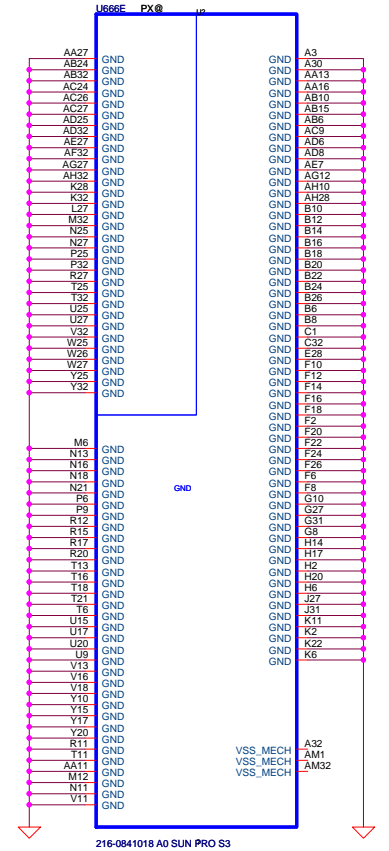 U666E PX@
AA27 GND
AB24 GND
AB32 GND
AC24 GND
AC26 GND
AC27 GND
AD25 GND
AD32 GND
AE27 GND
AF32 GND
AG27 GND
AH32 GND
K28 GND
K32 GND
L27 GND
M32 GND
N25 GND
N27 GND
P25 GND
P32 GND
R27 GND
T25 GND
T32 GND
U25 GND
U27 GND
V32 GND
W25 GND
W26 GND
W27 GND
Y25 GND
Y32 GND
M6 GND
N13 GND
N16 GND
N18 GND
N21 GND
P6 GND
P9 GND
R12 GND
R15 GND
R17 GND
R20 GND
T13 GND
T16 GND
T18 GND
T21 GND
T6 GND
U15 GND
U17 GND
U20 GND
U9 GND
V13 GND
V16 GND
V18 GND
Y10 GND
Y15 GND
Y17 GND
Y20 GND
R11 GND
T11 GND
AA11 GND
M12 GND
N11 GND
V11 GND
GND
GND A3
GND A30
GND AA13
GND AA16
GND AB10
GND AB15
GND AB6
GND AC9
GND AD6
GND AD8
GND AE7
GND AG12
GND AH10
GND AH28
GND B10
GND B12
GND B14
GND B16
GND B18
GND B20
GND B22
GND B24
GND B26
GND B6
GND B8
GND C1
GND C32
GND E28
GND F10
GND F12
GND F14
GND F16
GND F18
GND F2
GND F20
GND F22
GND F24
GND F26
GND F6
GND F8
GND G10
GND G27
GND G31
GND G8
GND H14
GND H17
GND H2
GND H20
GND H6
GND J27
GND J31
GND K11
GND K2
GND K22
GND K6
VSS_MECH A32
VSS_MECH AM1
VSS_MECH AM32
216-0841018 A0 SUN PRO S3